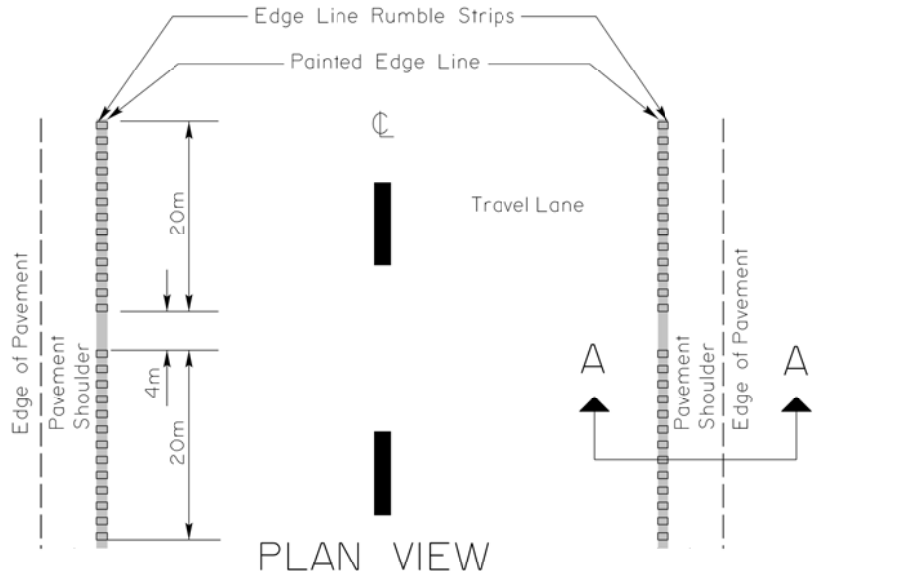 Edge Line Rumble Strips
Painted Edge Line
℄
20m
Travel Lane
Edge of Pavement
Pavement
Shoulder
4m
20m
A
A
Pavement
Shoulder
Edge of Pavement
PLAN VIEW